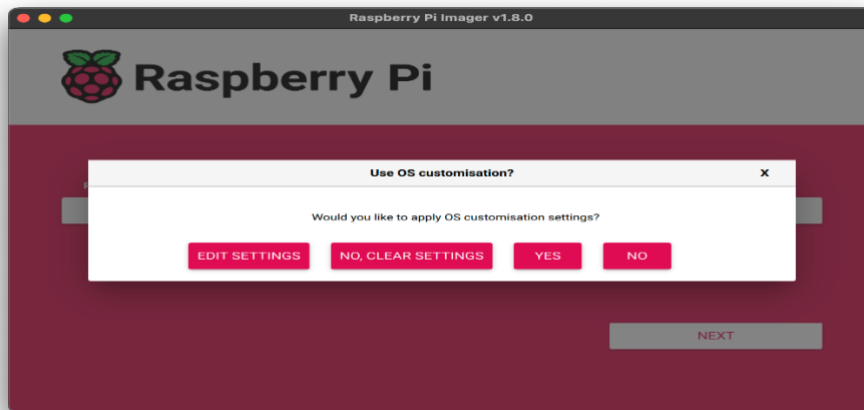 Raspberry Pi Imager v1.8.0
Raspberry Pi
Use OS customisation?
X
Would you like to apply OS customisation settings?
EDIT SETTINGS
NO, CLEAR SETTINGS
YES
NO
NEXT